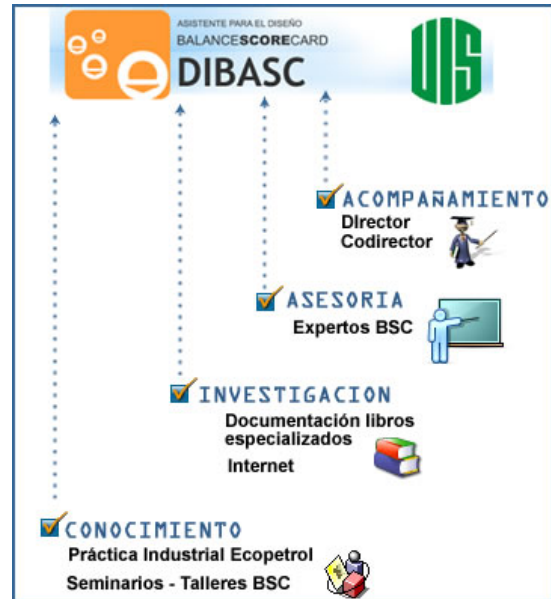 ASISTENTE PARA EL DISEÑO
BALANCESCORECARD
DIBASC
UIS
ACOMPAÑAMIENTO
DIrector
Codirector
ASESORIA
Expertos BSC
INVESTIGACION
Documentación libros
especializados
Internet
CONOCIMIENTO
Práctica Industrial Ecopetrol
Seminarios - Talleres BSC